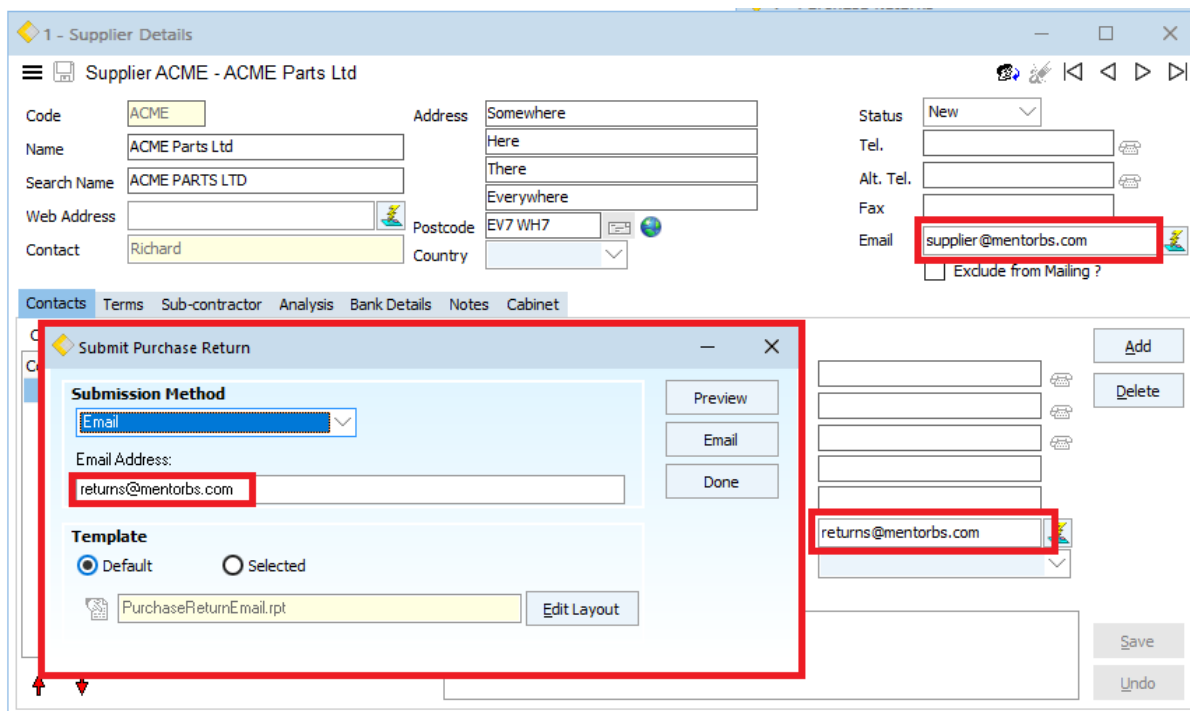 1 - Supplier Details
Supplier ACME - ACME Parts Ltd
Code ACME
Name ACME Parts Ltd
Search Name ACME PARTS LTD
Web Address
Contact Richard
Address Somewhere
Here
There
Everywhere
Postcode EV7 WH7
Country
Status New
Tel.
Alt. Tel.
Fax
Email supplier@mentorbs.com
Exclude from Mailing ?
Contacts Terms Sub-contractor Analysis Bank Details Notes Cabinet
Submit Purchase Return
Submission Method
Email
Email Address:
returns@mentorbs.com
Template
Default Selected
PurchaseReturnEmail.rpt Edit Layout
Preview
Email
Done
returns@mentorbs.com
Add
Delete
Save
Undo